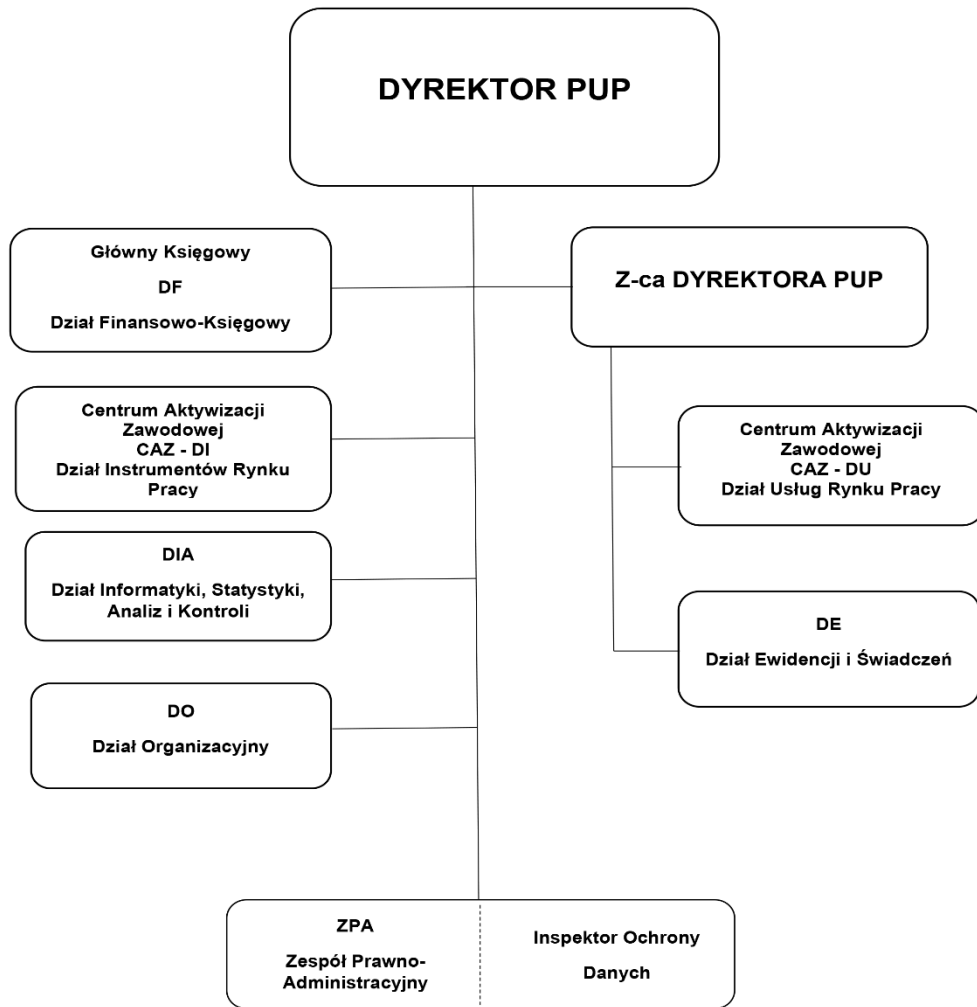 DYREKTOR PUP
Główny Księgowy
DF
Dział Finansowo-Księgowy
Z-ca DYREKTORA PUP
Centrum Aktywizacji
Zawodowej
CAZ - DI
Dział Instrumentów Rynku
Pracy
Centrum Aktywizacji
Zawodowej
CAZ - DU
Dział Usług Rynku Pracy
DIA
Dział Informatyki, Statystyki,
Analiz i Kontroli
DE
Dział Ewidencji i Świadczeń
DO
Dział Organizacyjny
ZPA
Zespół Prawno-
Administracyjny
Inspektor Ochrony
Danych